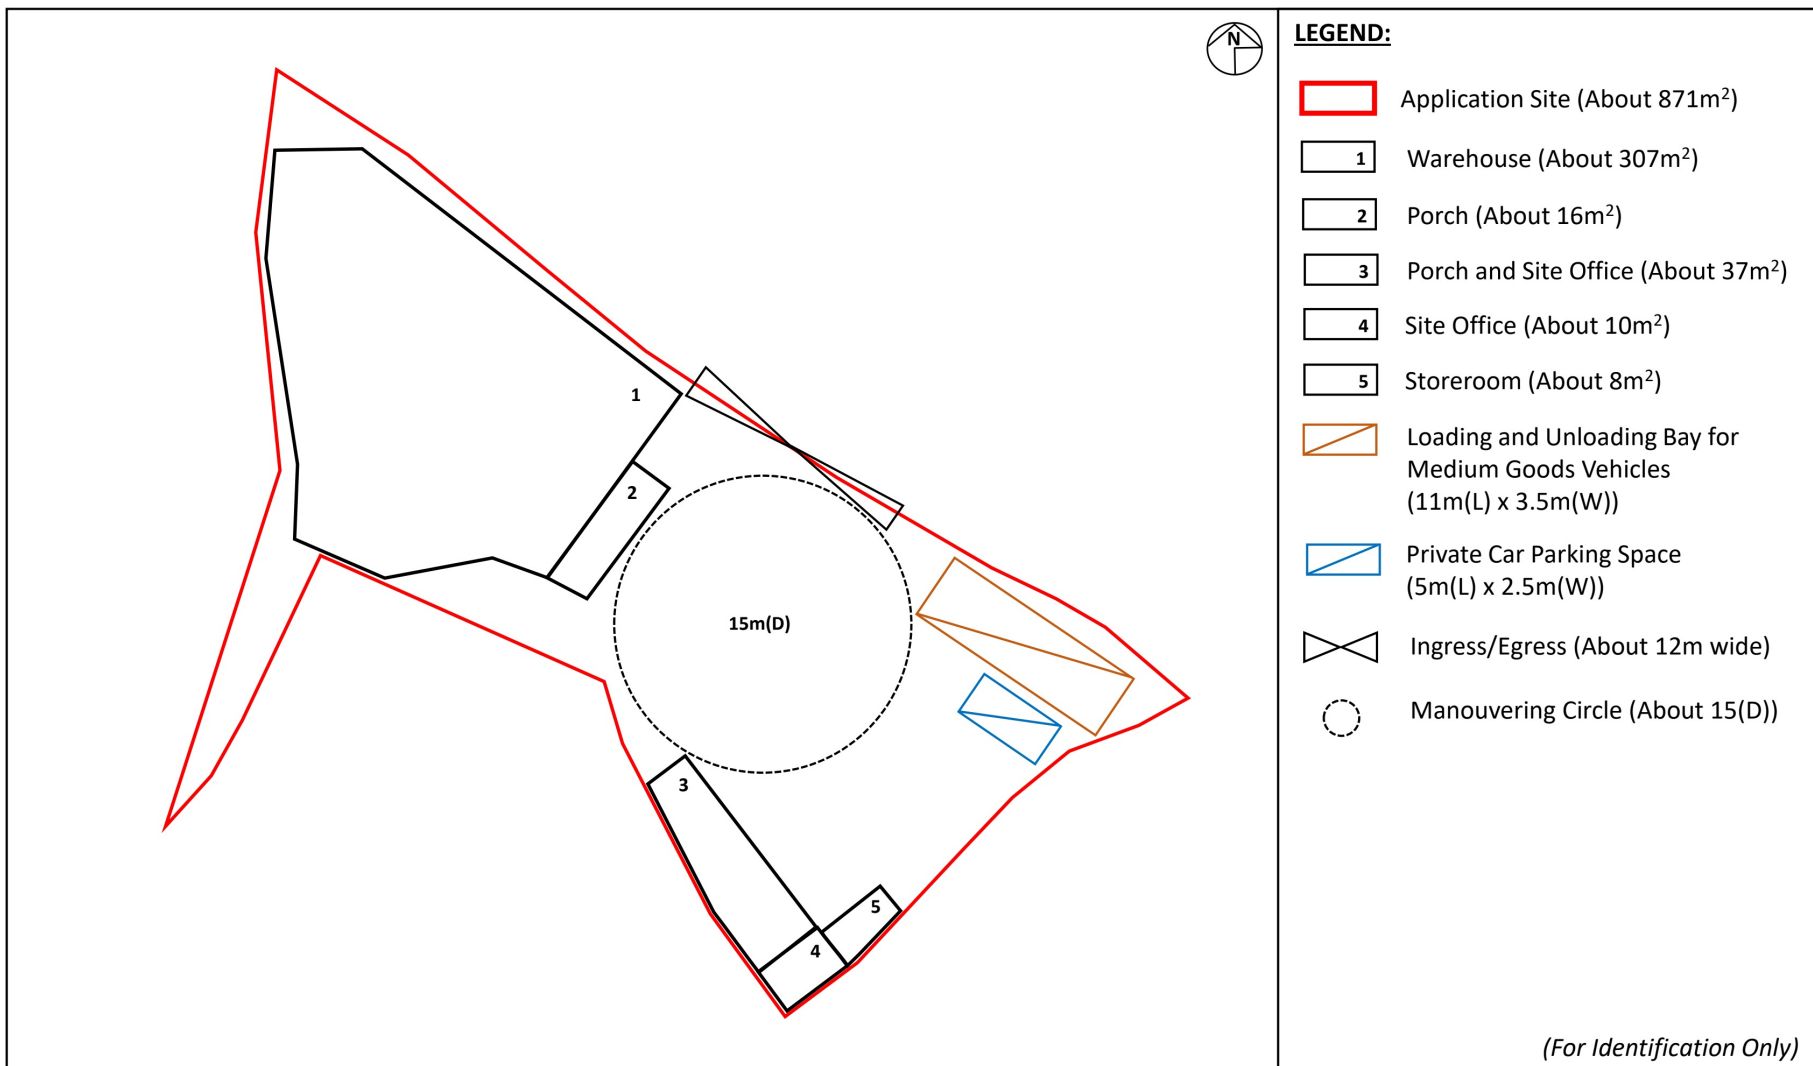 N
1
2
15m(D)
3
5
4
LEGEND:
Application Site (About 871m²)
1 Warehouse (About 307m²)
2 Porch (About 16m²)
3 Porch and Site Office (About 37m²)
4 Site Office (About 10m²)
5 Storeroom (About 8m²)
Loading and Unloading Bay for
Medium Goods Vehicles
(11m(L) x 3.5m(W))
Private Car Parking Space
(5m(L) x 2.5m(W))
Ingress/Egress (About 12m wide)
Manouvering Circle (About 15(D))
(For Identification Only)